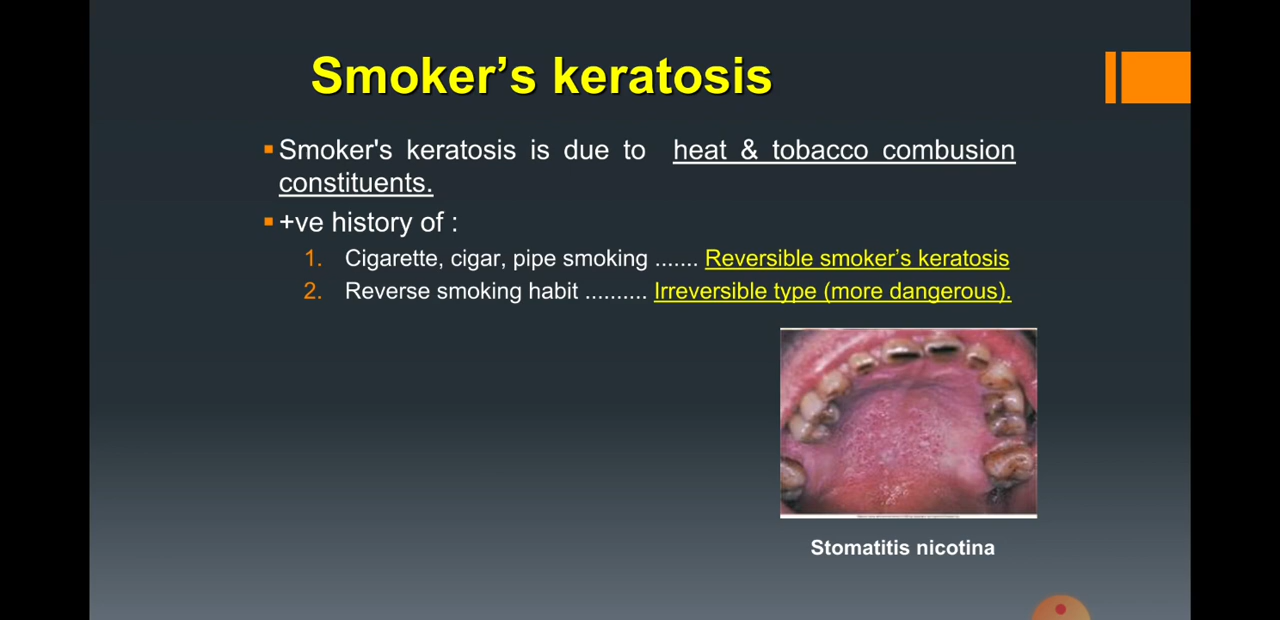 Smoker’s keratosis
Smoker's keratosis is due to heat & tobacco combusion
constituents.
+ve history of :
1. Cigarette, cigar, pipe smoking ....... Reversible smoker’s keratosis
2. Reverse smoking habit .......... Irreversible type (more dangerous).
Stomatitis nicotina